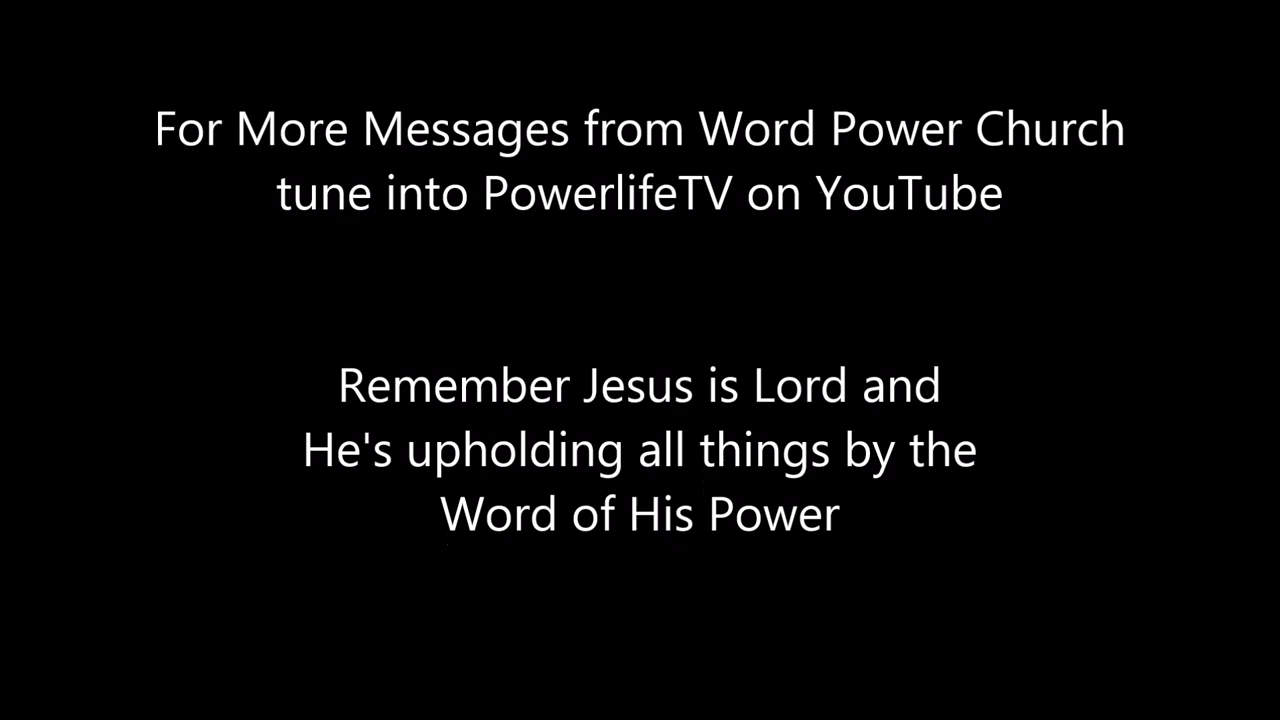 For More Messages from Word Power Church
tune into PowerlifeTV on YouTube
Remember Jesus is Lord and
He's upholding all things by the
Word of His Power